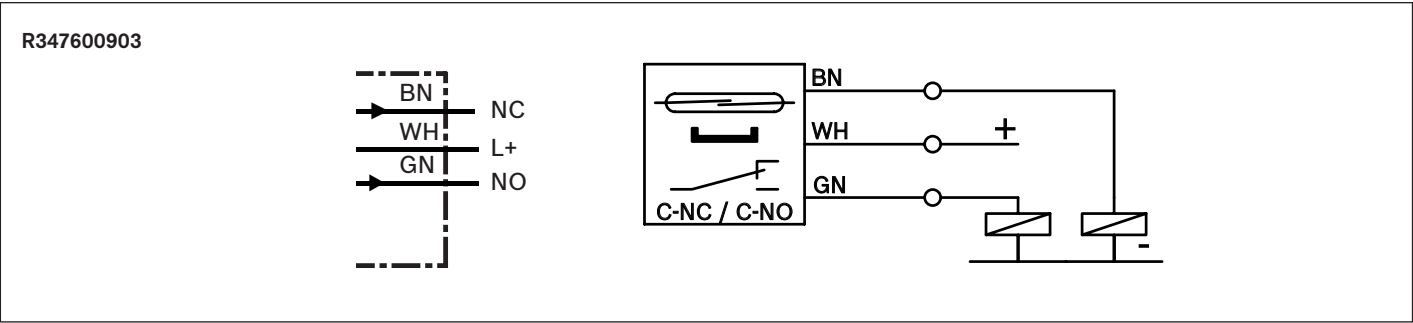 R347600903
BN NC
WH L+
GN NO
BN
WH +
GN
C-NC / C-NO
-